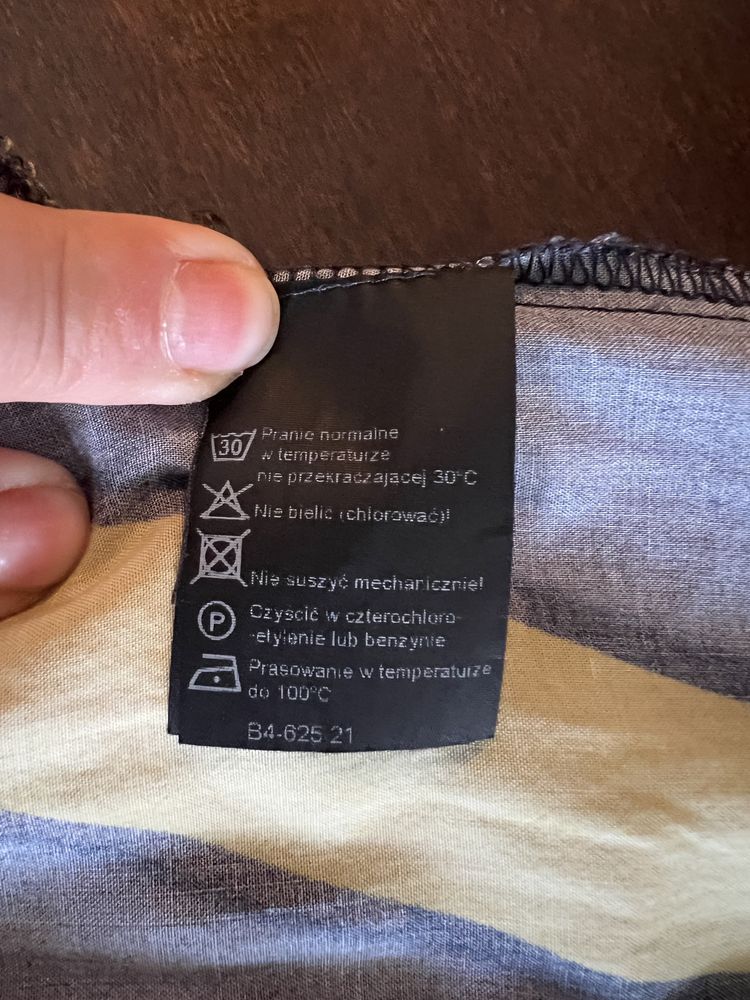 30 Pranie normalne
w temperaturze
nie przekraczającej 30°C
Nie bielić (chlorować)!
Nie suszyć mechanicznie!
P Czyścić w czterochloro-
-etylenie lub benzynie
Prasowanie w temperaturze
do 100°C
B4-625 21